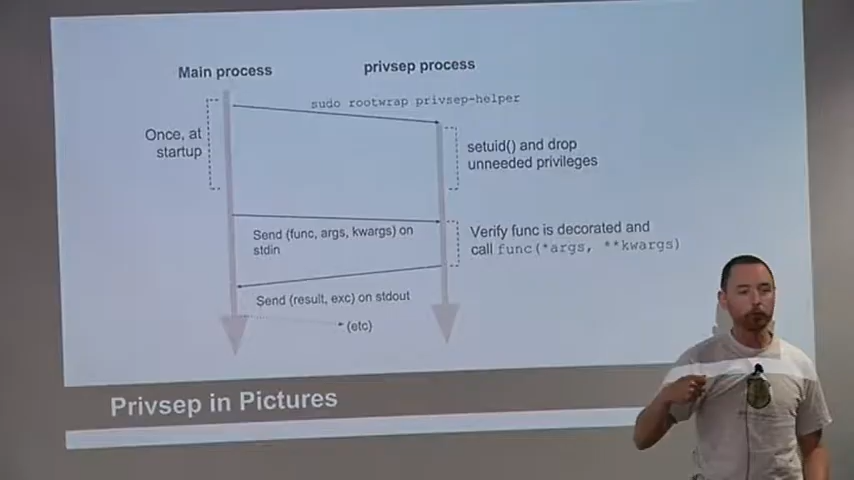 Main process
privsep process
sudo rootwrap privsep-helper
Once, at
startup
setuid() and drop
unneeded privileges
Send (func, args, kwargs) on
stdin
Verify func is decorated and
call func(*args, **kwargs)
Send (result, exc) on stdout
(etc)
Privsep in Pictures